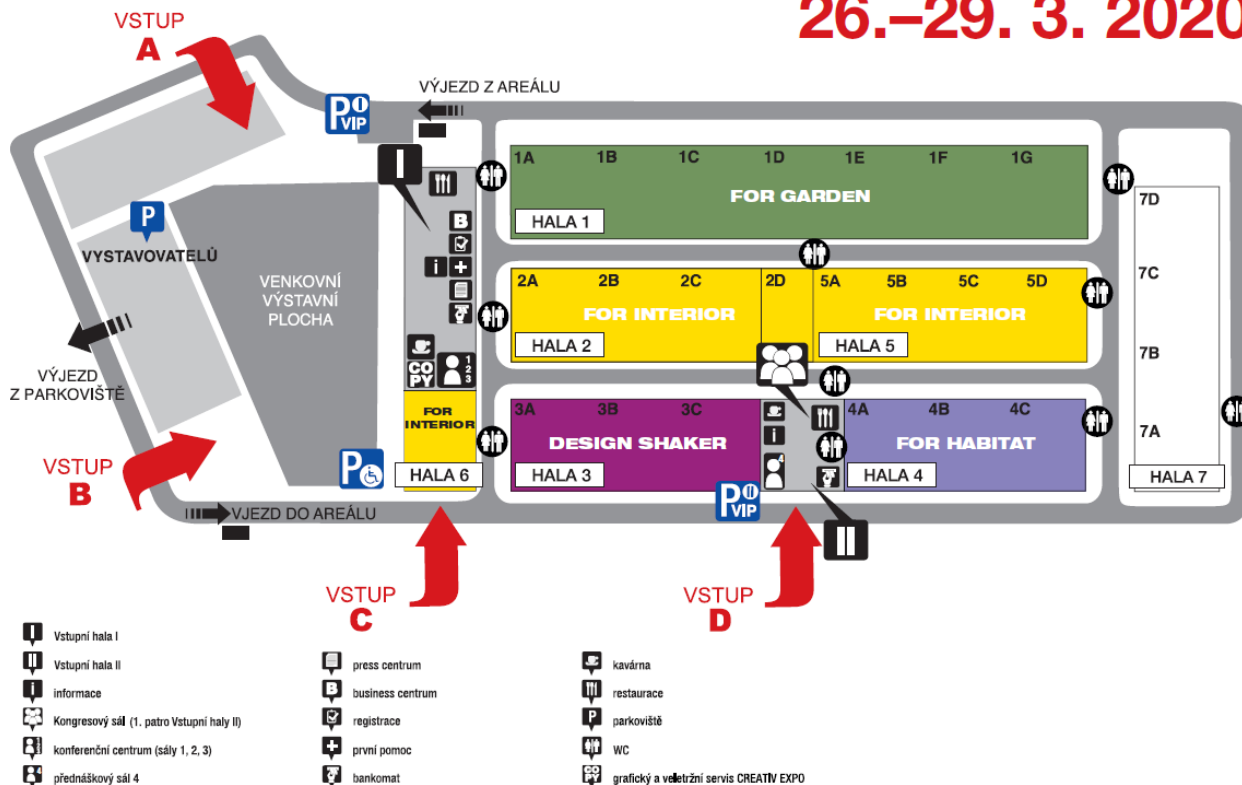 26.–29. 3. 2020
VSTUP
A
VÝJEZD Z AREÁLU
P VIP
1A 1B 1C 1D 1E 1F 1G
FOR GARDEN
HALA 1
7D
P
VYSTAVOVATELŮ
B
i
VENKOVNÍ
VÝSTAVNÍ
PLOCHA
2A 2B 2C 2D 5A 5B 5C 5D
7C
FOR INTERIOR
FOR INTERIOR
HALA 2
HALA 5
7B
VÝJEZD
Z PARKOVIŠTĚ
COPY
1 2 3
FOR
INTERIOR
HALA 6
3A 3B 3C
DESIGN SHAKER
HALA 3
i
4
4A 4B 4C
FOR HABITAT
HALA 4
7A
HALA 7
VSTUP
B
P
P VIP
VJEZD DO AREÁLU
VSTUP
C
VSTUP
D
Vstupní hala I
Vstupní hala II
i informace
Kongresový sál (1. patro Vstupní haly II)
konferenční centrum (sály 1, 2, 3)
přednáškový sál 4
press centrum
B business centrum
registrace
první pomoc
bankomat
kavárna
restaurace
P parkoviště
WC
COPY grafický a veletržní servis CREATIV EXPO